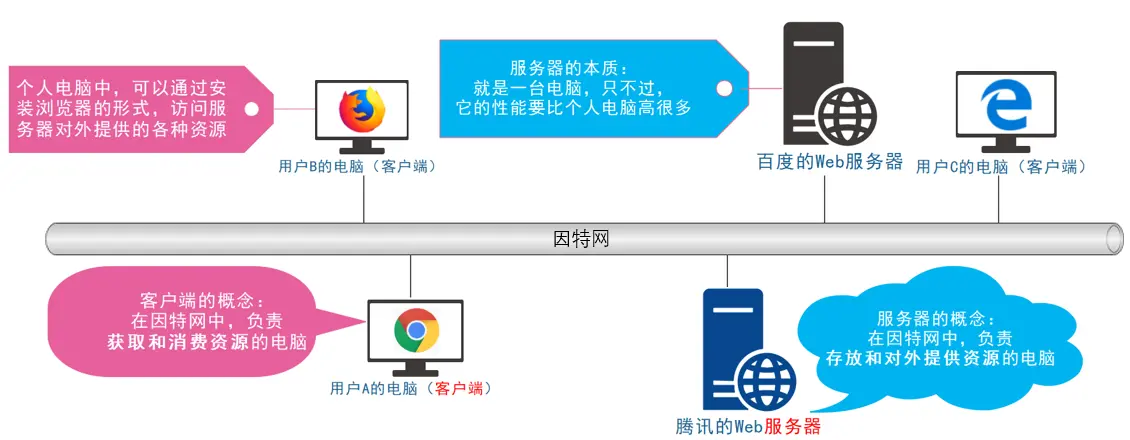 个人电脑中，可以通过安
装浏览器的形式，访问服
务器对外提供的各种资源
用户B的电脑（客户端）
服务器的本质：
就是一台电脑，只不过，
它的性能要比个人电脑高很多
百度的Web服务器
用户C的电脑（客户端）
因特网
客户端的概念：
在因特网中，负责
获取和消费资源的电脑
用户A的电脑（客户端）
腾讯的Web服务器
服务器的概念：
在因特网中，负责
存放和对外提供资源的电脑